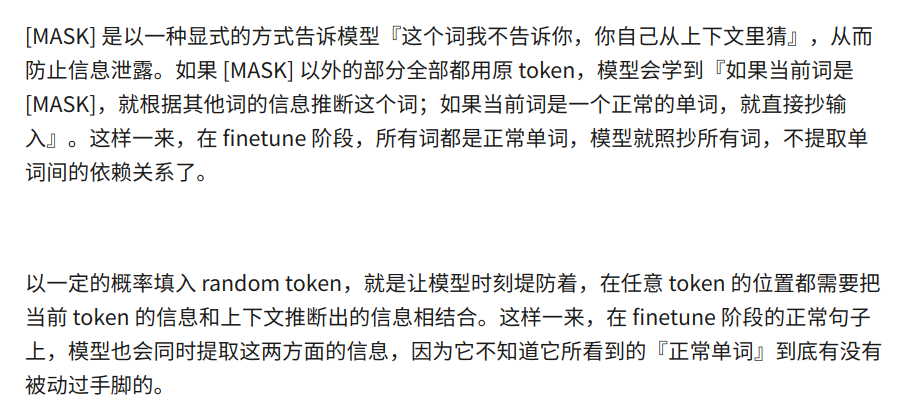 [MASK] 是以一种显式的方式告诉模型『这个词我不告诉你，你自己从上下文里猜』，从而
防止信息泄露。如果 [MASK] 以外的部分全部都用原 token，模型会学到『如果当前词是
[MASK]，就根据其他词的信息推断这个词；如果当前词是一个正常的单词，就直接抄输
入』。这样一来，在 finetune 阶段，所有词都是正常单词，模型就照抄所有词，不提取单
词间的依赖关系了。
以一定的概率填入 random token，就是让模型时刻堤防着，在任意 token 的位置都需要把
当前 token 的信息和上下文推断出的信息相结合。这样一来，在 finetune 阶段的正常句子
上，模型也会同时提取这两方面的信息，因为它不知道它所看到的『正常单词』到底有没有
被动过手脚的。